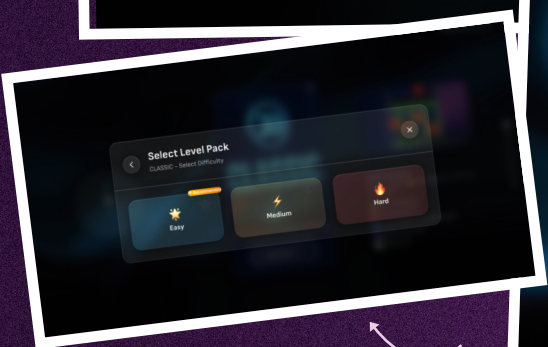 Select Level Pack
CLASSIC - Select Difficulty
Easy
Medium
Hard